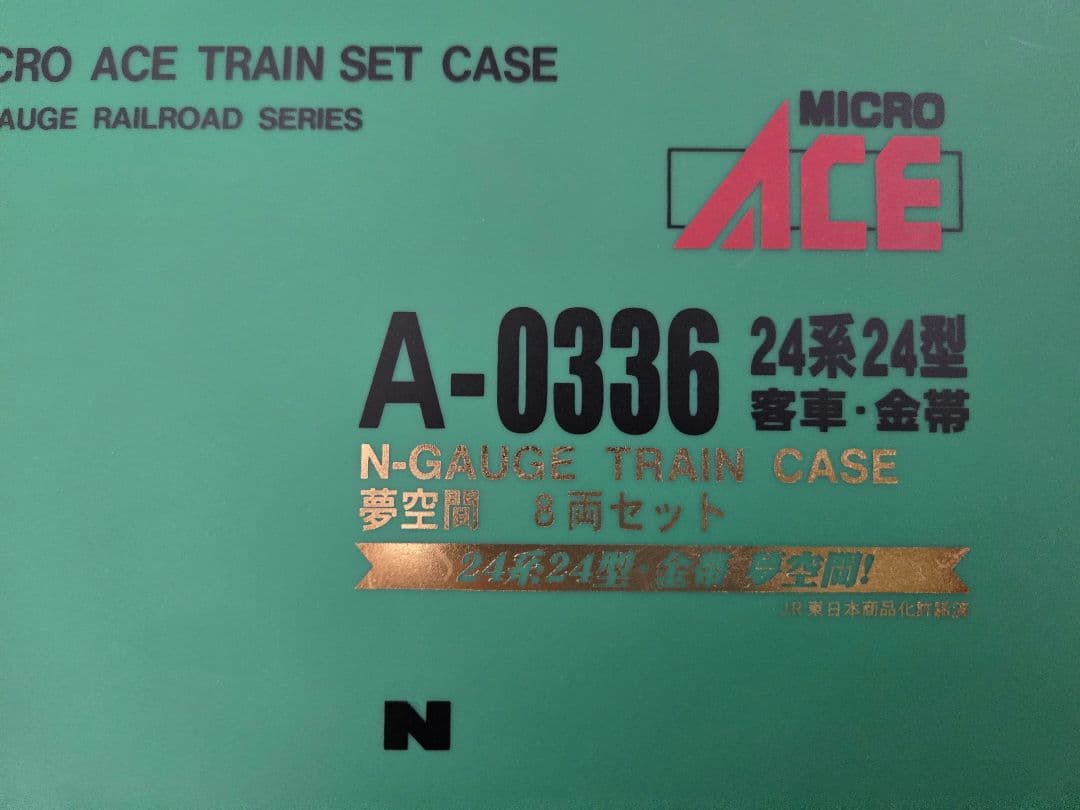 CRO ACE TRAIN SET CASE
AUGE RAILROAD SERIES
MICRO
ACE
A-0336 24系24型
客車・金帯
N-GAUGE TRAIN CASE
夢空間 8両セット
24系24型・金帯 夢空間!
JR東日本商品化許諾済
N